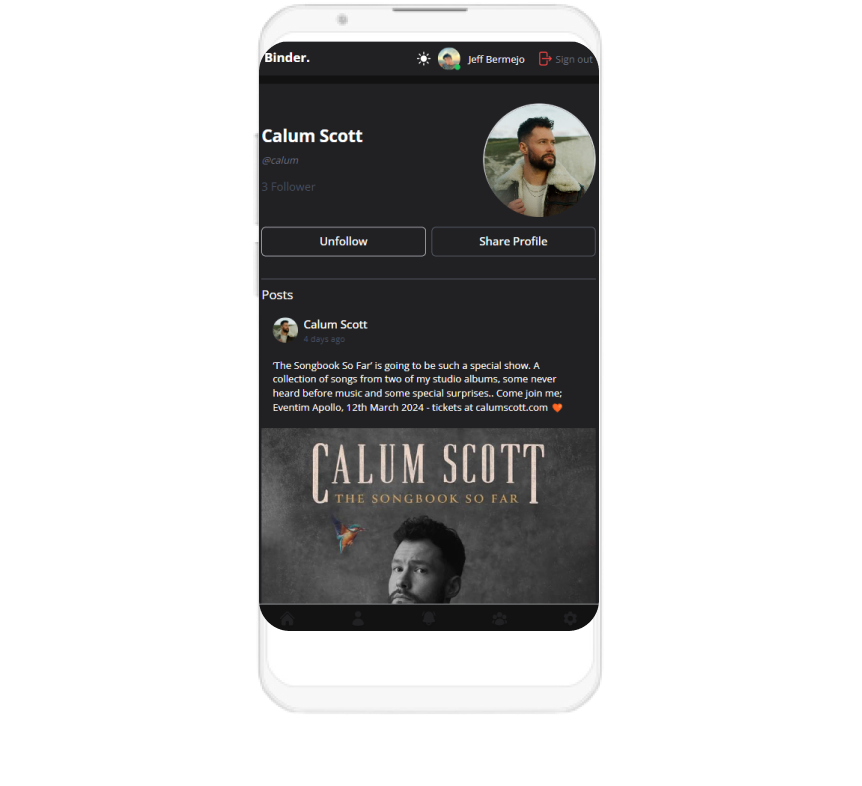 Binder.
Jeff Bermejo
Sign out
Calum Scott
@calum
3 Follower
Unfollow
Share Profile
Posts
Calum Scott
4 days ago
'The Songbook So Far' is going to be such a special show. A
collection of songs from two of my studio albums, some never
heard before music and some special surprises.. Come join me;
Eventim Apollo, 12th March 2024 - tickets at calumscott.com 🧡
CALUM SCOTT
THE SONGBOOK SO FAR